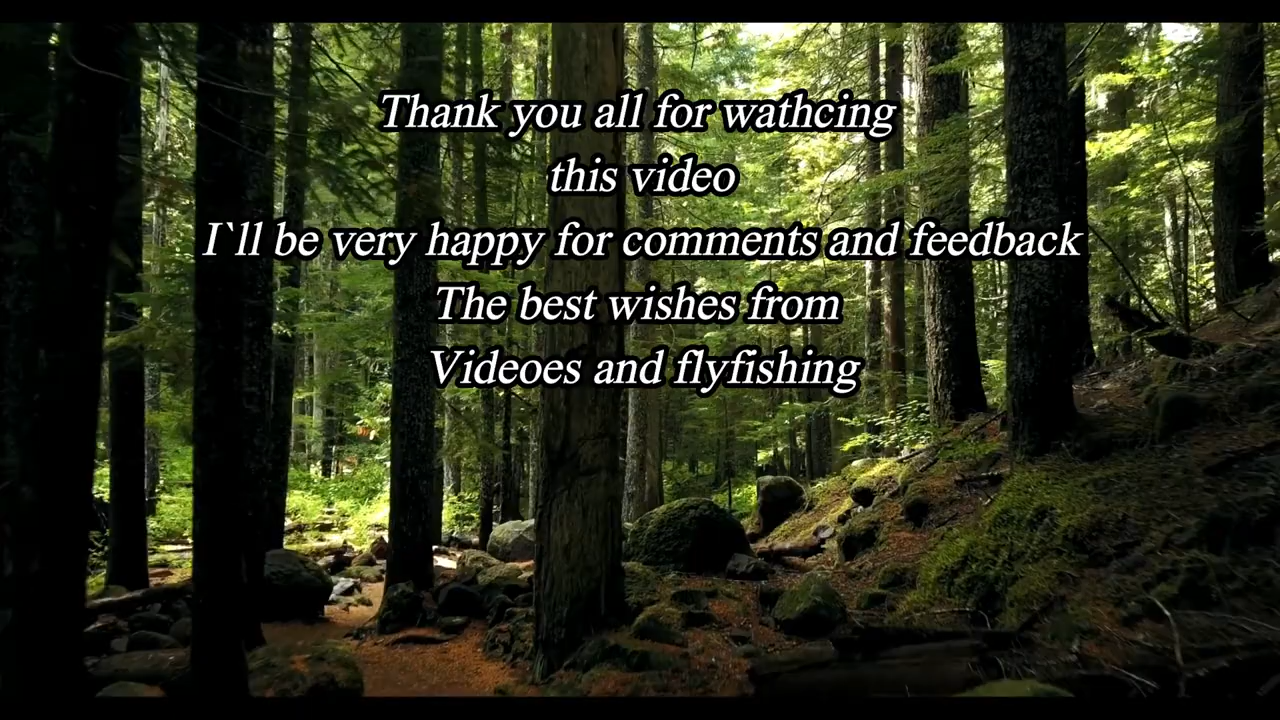 Thank you all for wathcing
this video
I`ll be very happy for comments and feedback
The best wishes from
Videoes and flyfishing